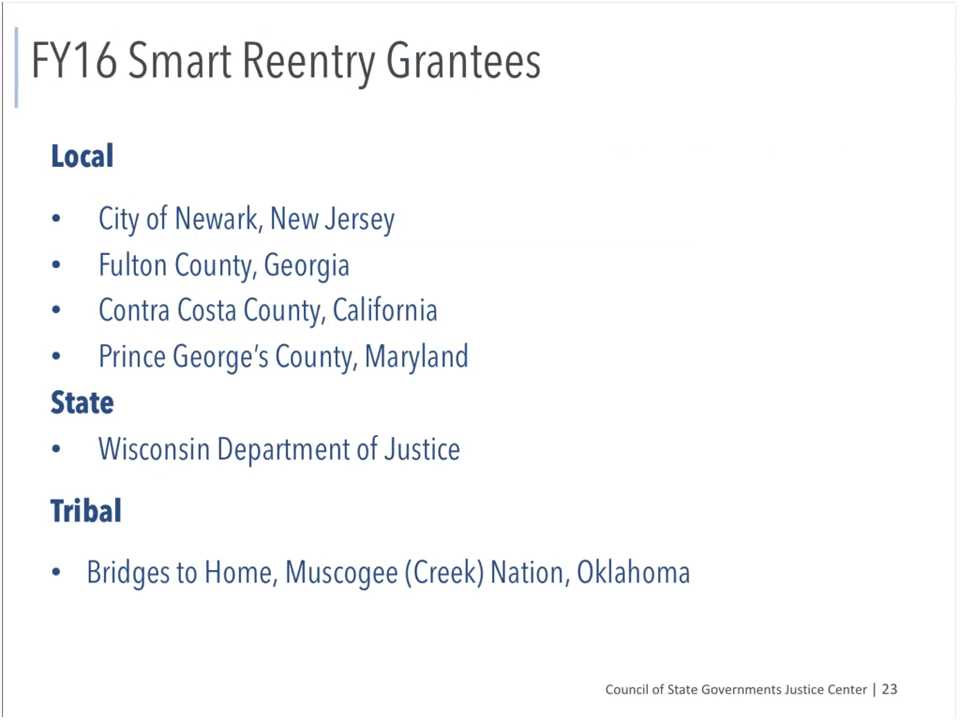 FY16 Smart Reentry Grantees
Local
• City of Newark, New Jersey
• Fulton County, Georgia
• Contra Costa County, California
• Prince George’s County, Maryland
State
• Wisconsin Department of Justice
Tribal
• Bridges to Home, Muscogee (Creek) Nation, Oklahoma
Council of State Governments Justice Center | 23